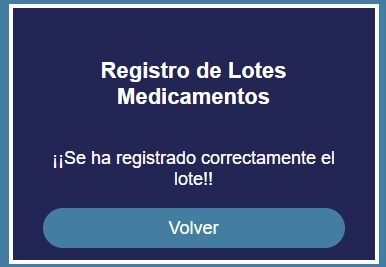 Registro de Lotes
Medicamentos
¡¡Se ha registrado correctamente el
lote!!
Volver